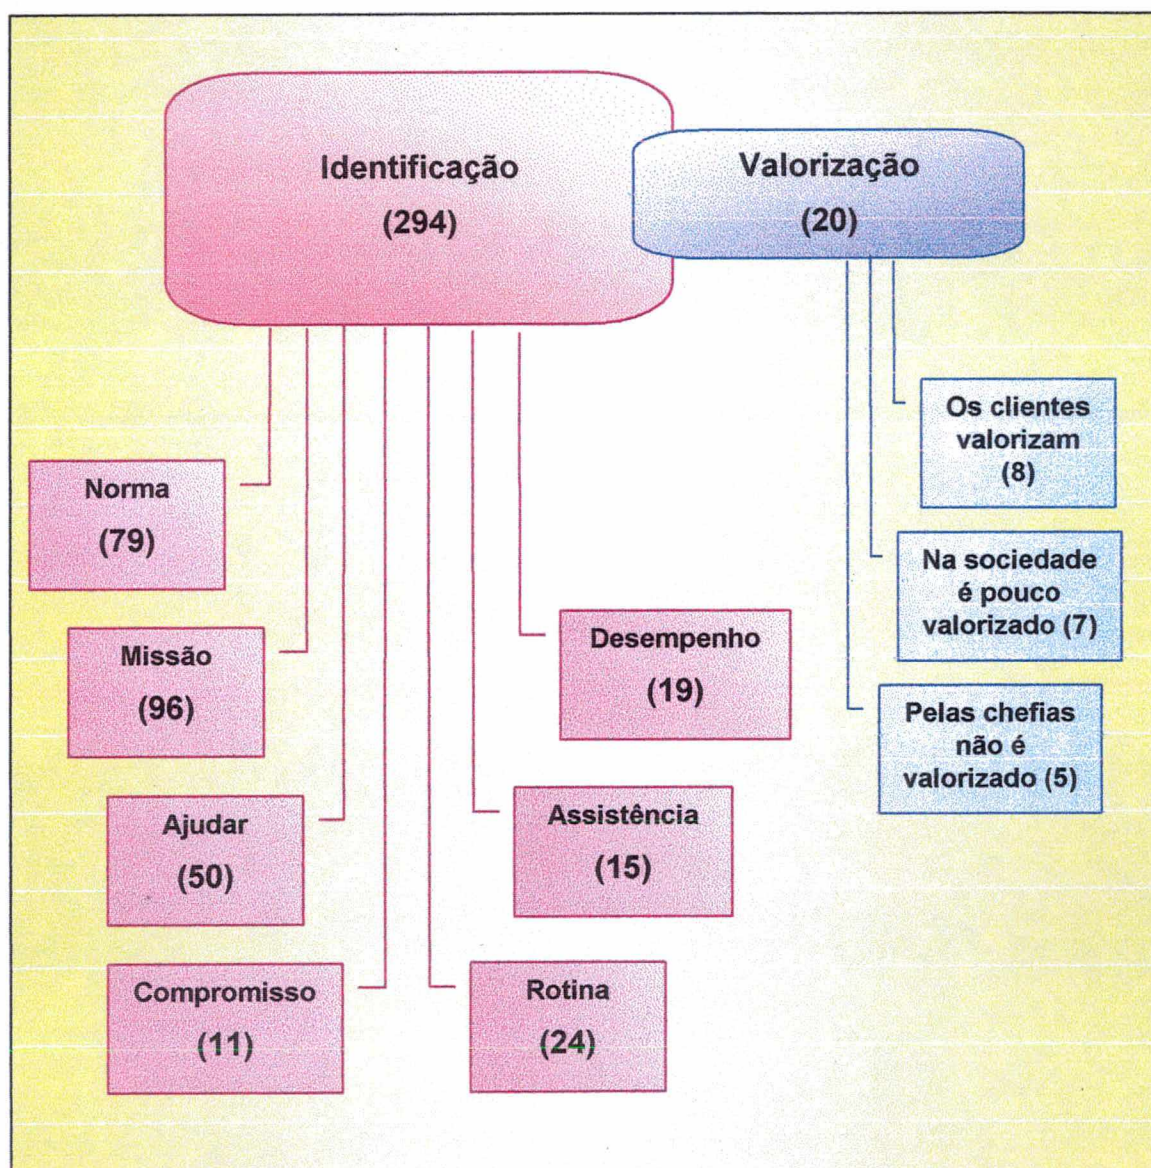 Identificação
(294)
Valorização
(20)
Norma
(79)
Missão
(96)
Ajudar
(50)
Compromisso
(11)
Rotina
(24)
Assistência
(15)
Desempenho
(19)
Os clientes
valorizam
(8)
Na sociedade
é pouco
valorizado (7)
Pelas chefias
não é
valorizado (5)